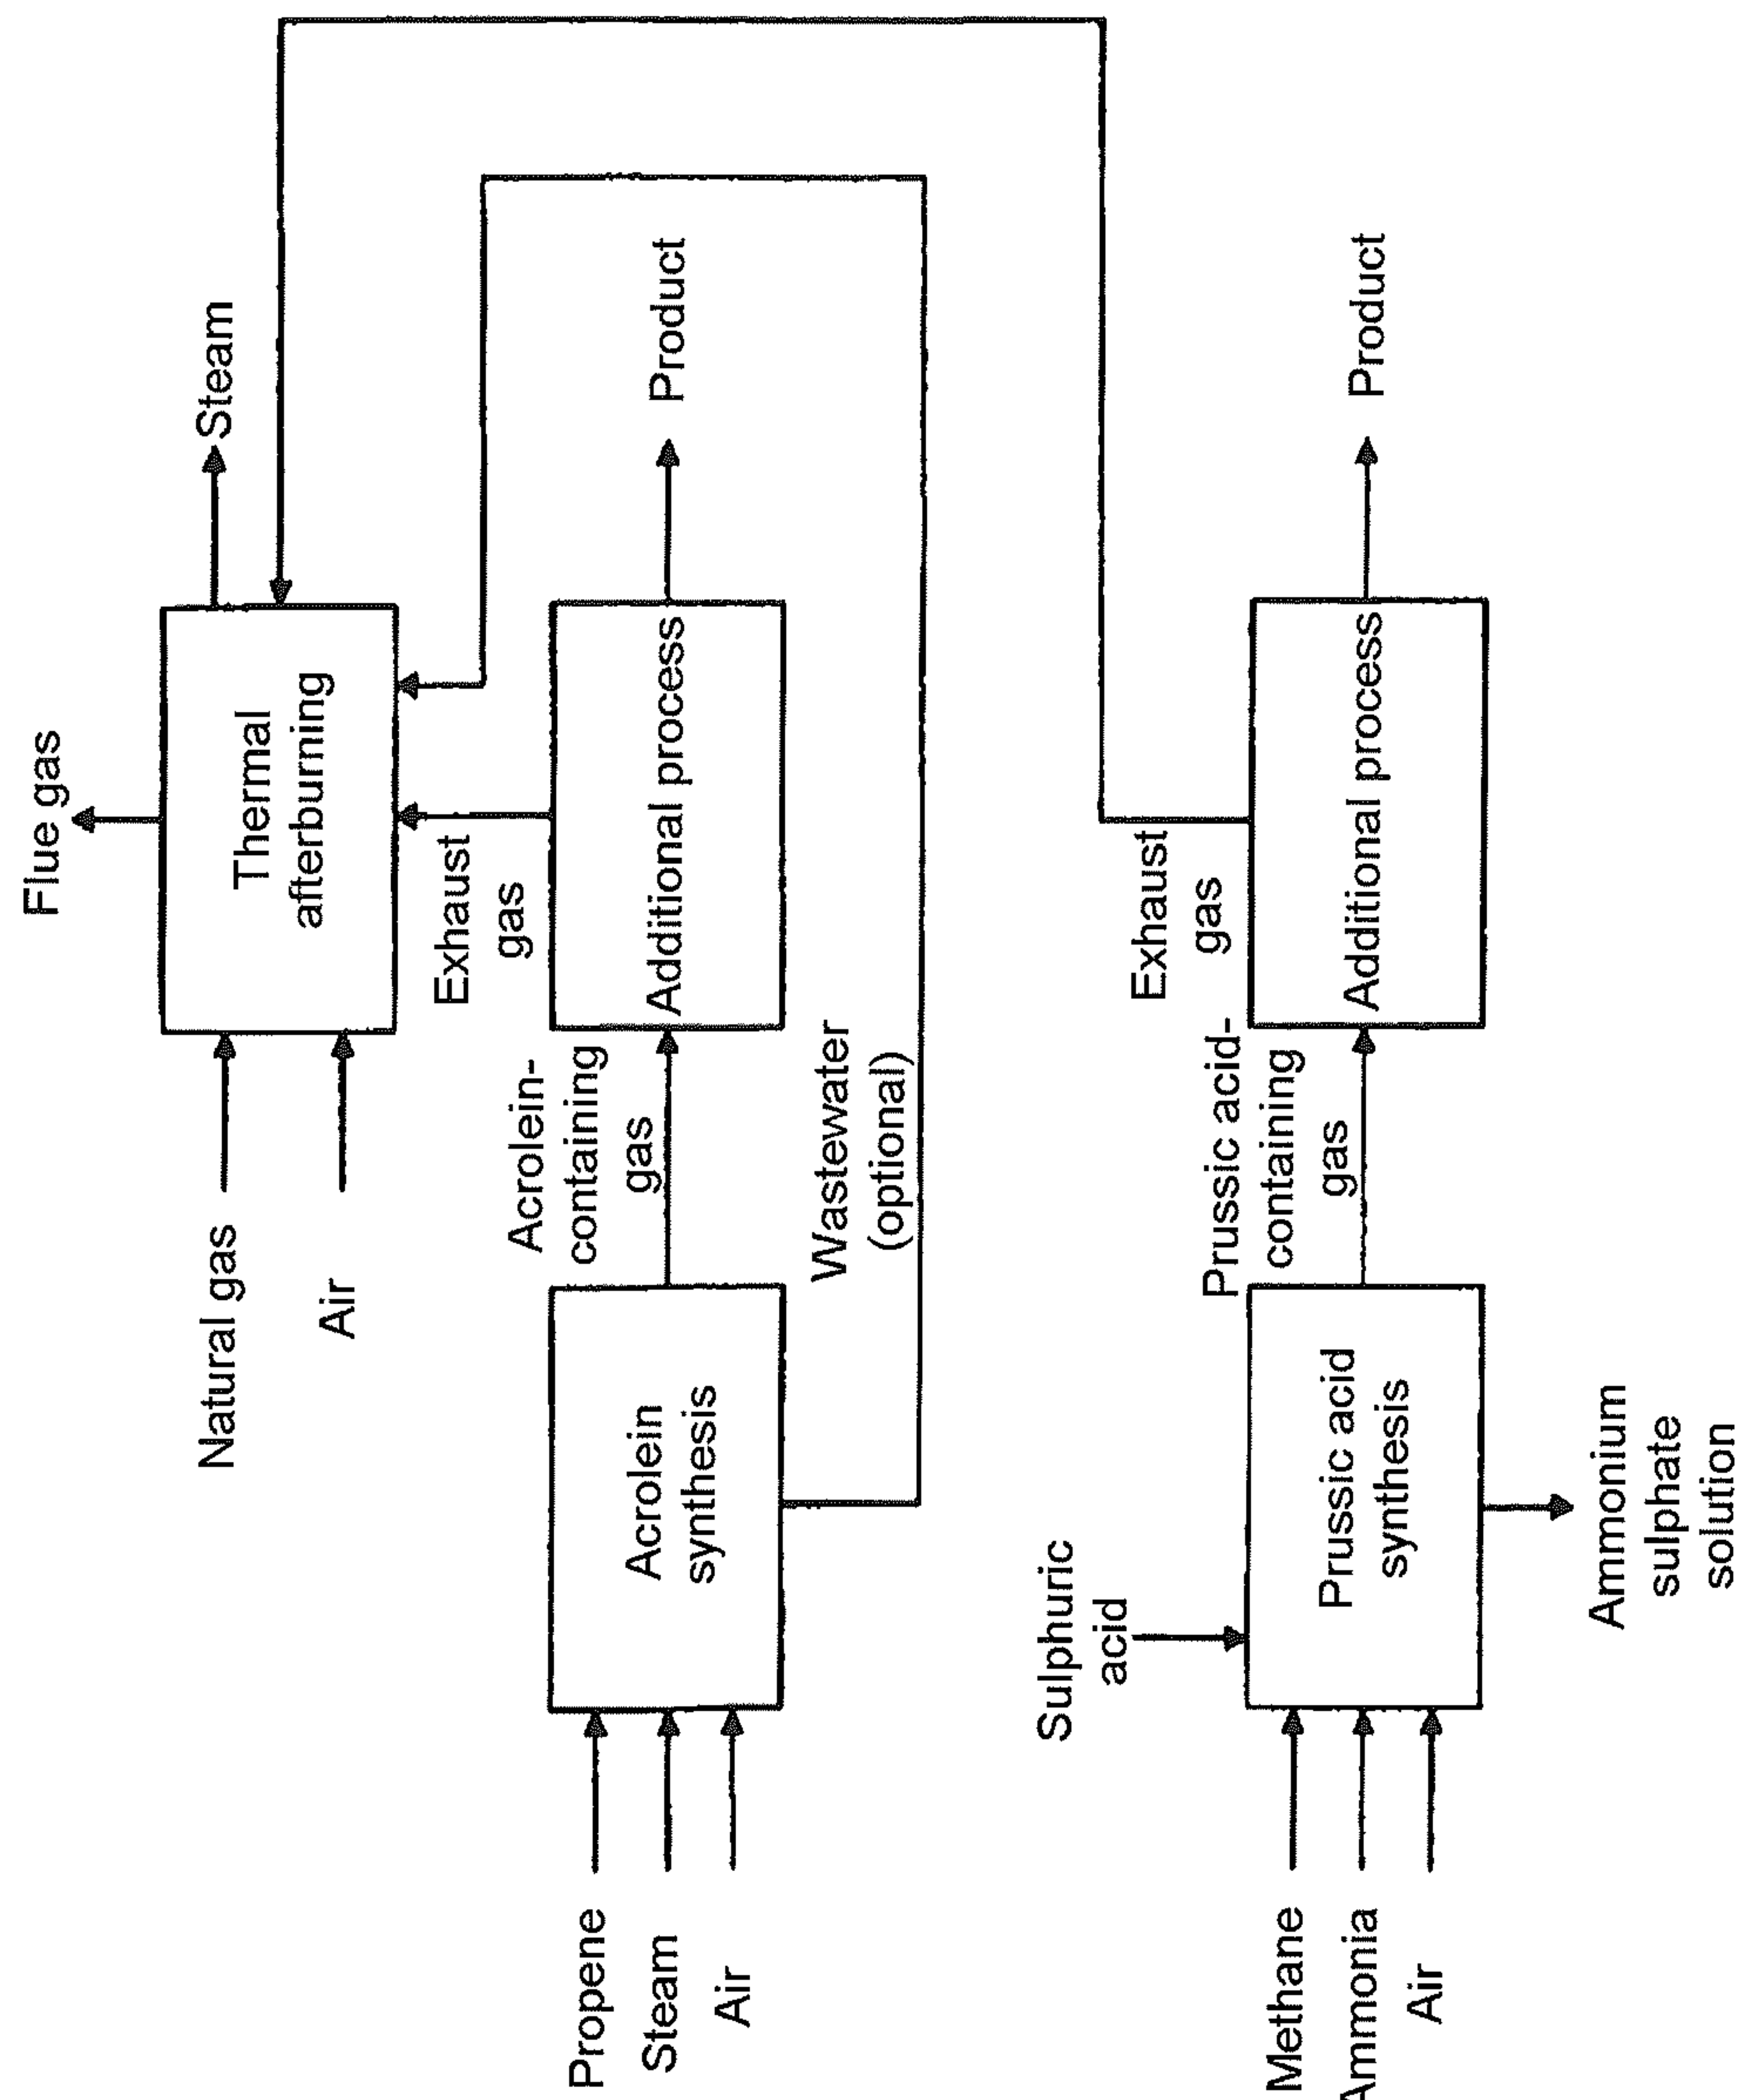 Flue gas
Natural gas
Air
Thermal
afterburning
Steam
Exhaust
gas
Propene
Steam
Air
Acrolein
synthesis
Acrolein-
containing
gas
Additional process
Product
Wastewater
(optional)
Sulphuric
acid
Methane
Ammonia
Air
Prussic acid
synthesis
Prussic acid-
containing
gas
Exhaust
gas
Additional process
Product
Ammonium
sulphate
solution